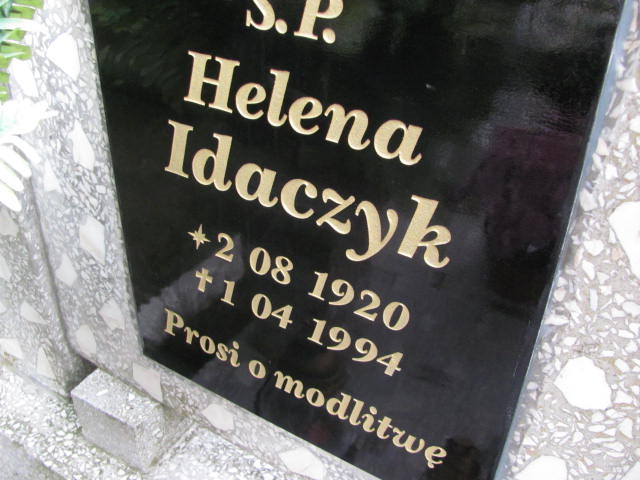 S.P.
Helena
Idaczyk
* 2 08 1920
✝ 1 04 1994
Prosi o modlitwę